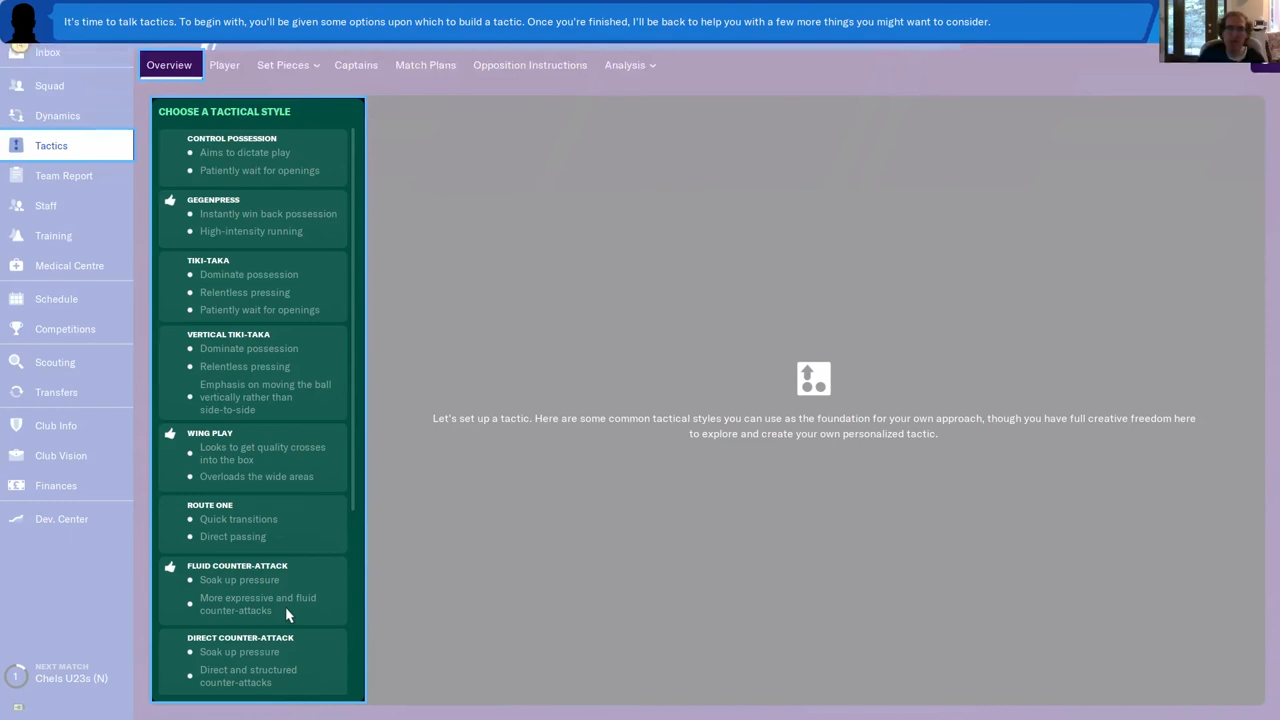 It's time to talk tactics. To begin with, you'll be given some options upon which to build a tactic. Once you're finished, I'll be back to help you with a few more things you might want to consider.
Inbox
Squad
Dynamics
Tactics
Team Report
Staff
Training
Medical Centre
Schedule
Competitions
Scouting
Transfers
Club Info
Club Vision
Finances
Dev. Center
1
NEXT MATCH
Chels U23s (N)
Overview
Player
Set Pieces
Captains
Match Plans
Opposition Instructions
Analysis
CHOOSE A TACTICAL STYLE
CONTROL POSSESSION
Aims to dictate play
Patiently wait for openings
GEGENPRESS
Instantly win back possession
High-intensity running
TIKI-TAKA
Dominate possession
Relentless pressing
Patiently wait for openings
VERTICAL TIKI-TAKA
Dominate possession
Relentless pressing
Emphasis on moving the ball
vertically rather than
side-to-side
WING PLAY
Looks to get quality crosses
into the box
Overloads the wide areas
ROUTE ONE
Quick transitions
Direct passing
FLUID COUNTER-ATTACK
Soak up pressure
More expressive and fluid
counter-attacks
DIRECT COUNTER-ATTACK
Soak up pressure
Direct and structured
counter-attacks
Let's set up a tactic. Here are some common tactical styles you can use as the foundation for your own approach, though you have full creative freedom here
to explore and create your own personalized tactic.